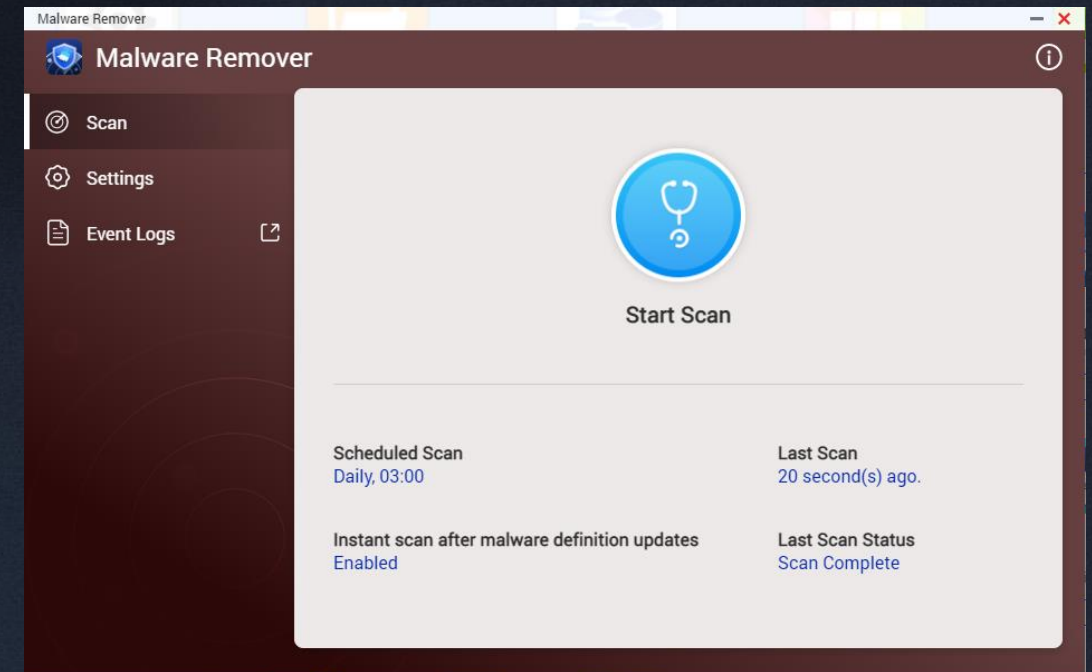 Malware Remover
Malware Remover
Scan
Settings
Event Logs
Start Scan
Scheduled Scan
Daily, 03:00
Last Scan
20 second(s) ago.
Instant scan after malware definition updates
Enabled
Last Scan Status
Scan Complete